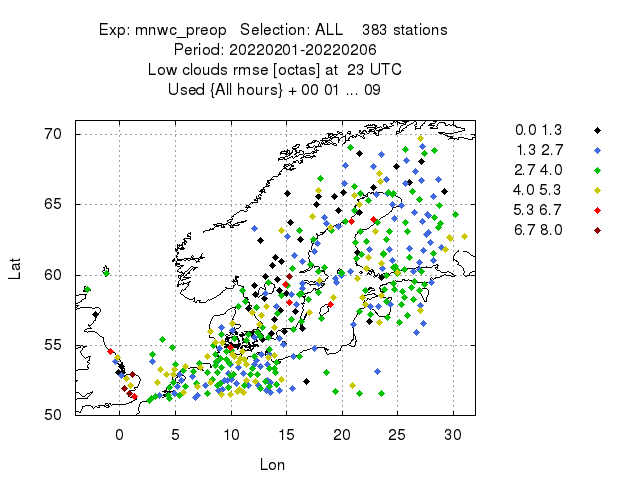 Exp: mnwc_preop   Selection: ALL    383 stations
Period: 20220201-20220206
Low clouds rmse [octas] at  23 UTC
Used {All hours} + 00 01 ... 09
0.0 1.3
1.3 2.7
2.7 4.0
4.0 5.3
5.3 6.7
6.7 8.0
70
65
60
55
50
Lat
0 5 10 15 20 25 30
Lon